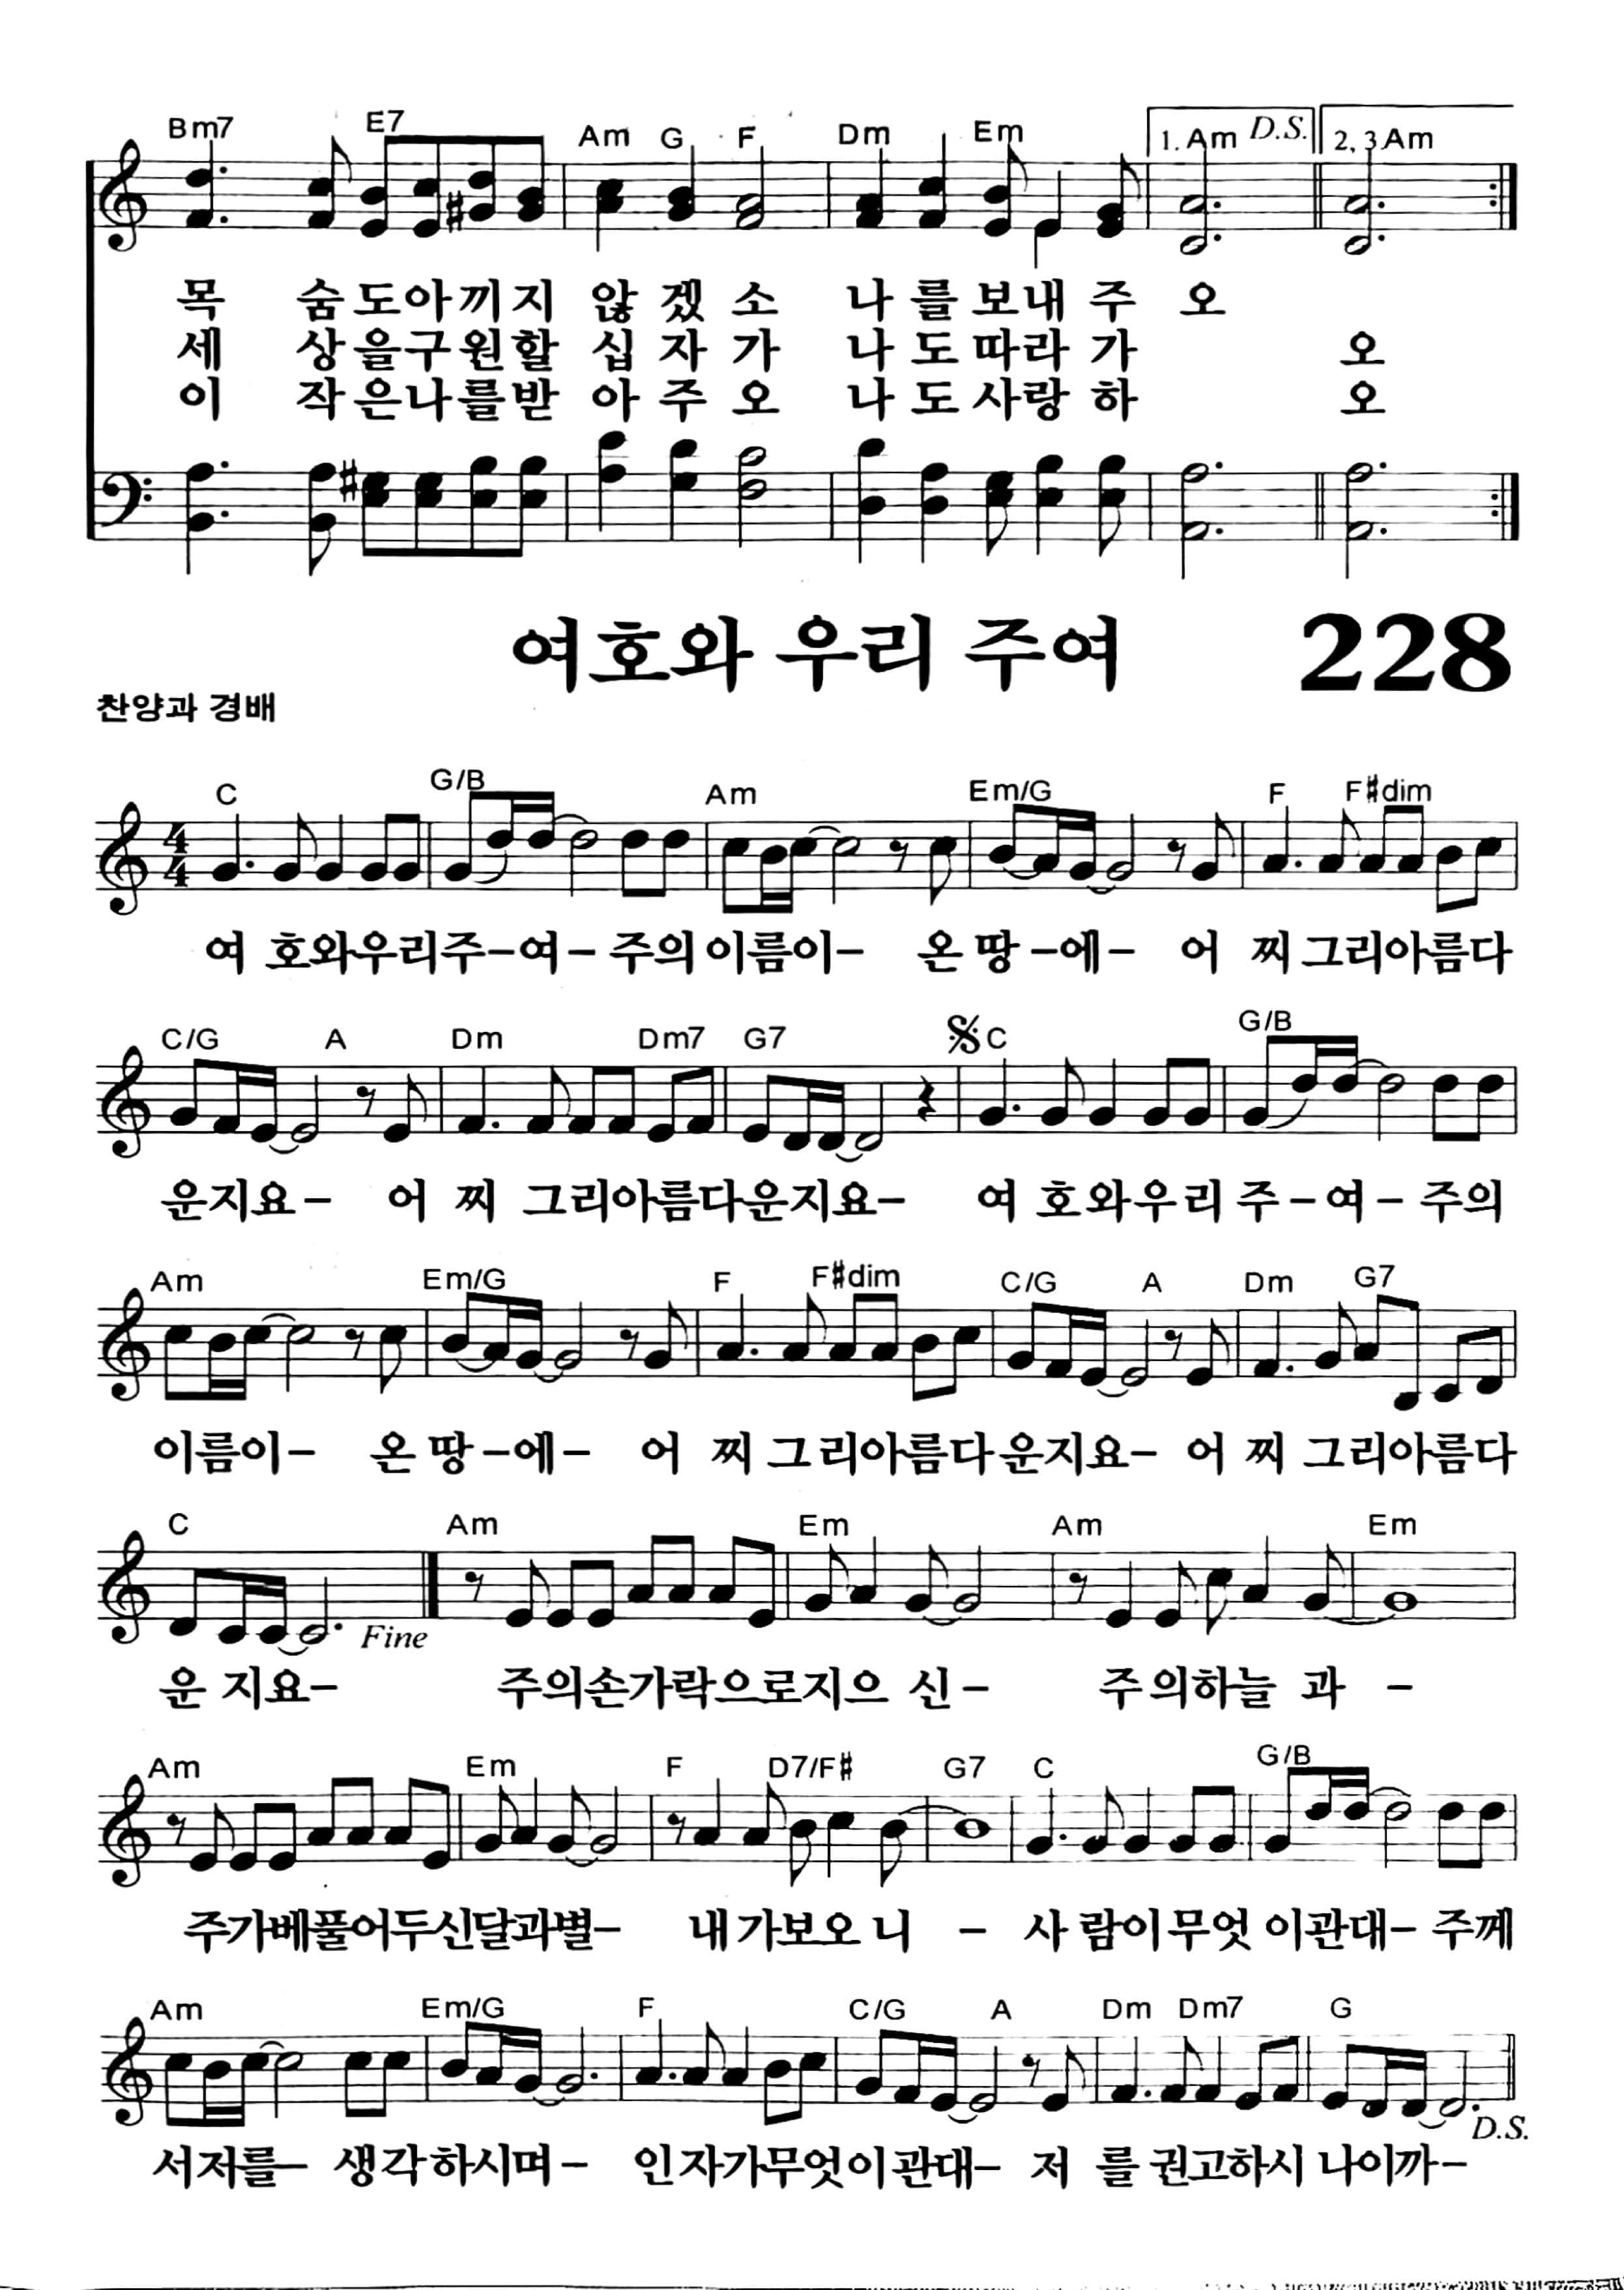 Bm7 E7 Am G F Dm Em 1. Am D.S. 2, 3 Am
목 숨도아끼지 않 겠 소 나 를 보내 주 오
세 상을구원할 십 자 가 나 도 따라 가 오
이 작은나를받 아 주 오 나 도 사랑 하 오
여호와 우리 주여 228
찬양과 경배
C G/B Am Em/G F F#dim
4/4
여 호와우리주-여- 주의이름이- 온 땅-에- 어 찌 그리아름다
C/G A Dm Dm7 G7 C G/B
운지요- 어 찌 그리아름다운지요- 여 호와우리 주-여- 주의
Am Em/G F F#dim C/G A Dm G7
이름이- 온 땅-에- 어 찌 그리아름다운지요- 어 찌 그리아름다
C Am Em Am Em
Fine
운 지요- 주의손가락으로지으 신- 주의하늘 과 -
Am Em F D7/F# G7 C G/B
주가베풀어두신달과별- 내가보오니 - 사 람이무엇 이관대- 주께
Am Em/G F C/G A Dm Dm7 G
D.S.
서저를- 생각하시며- 인자가무엇이관대- 저 를 권고하시 나이까-